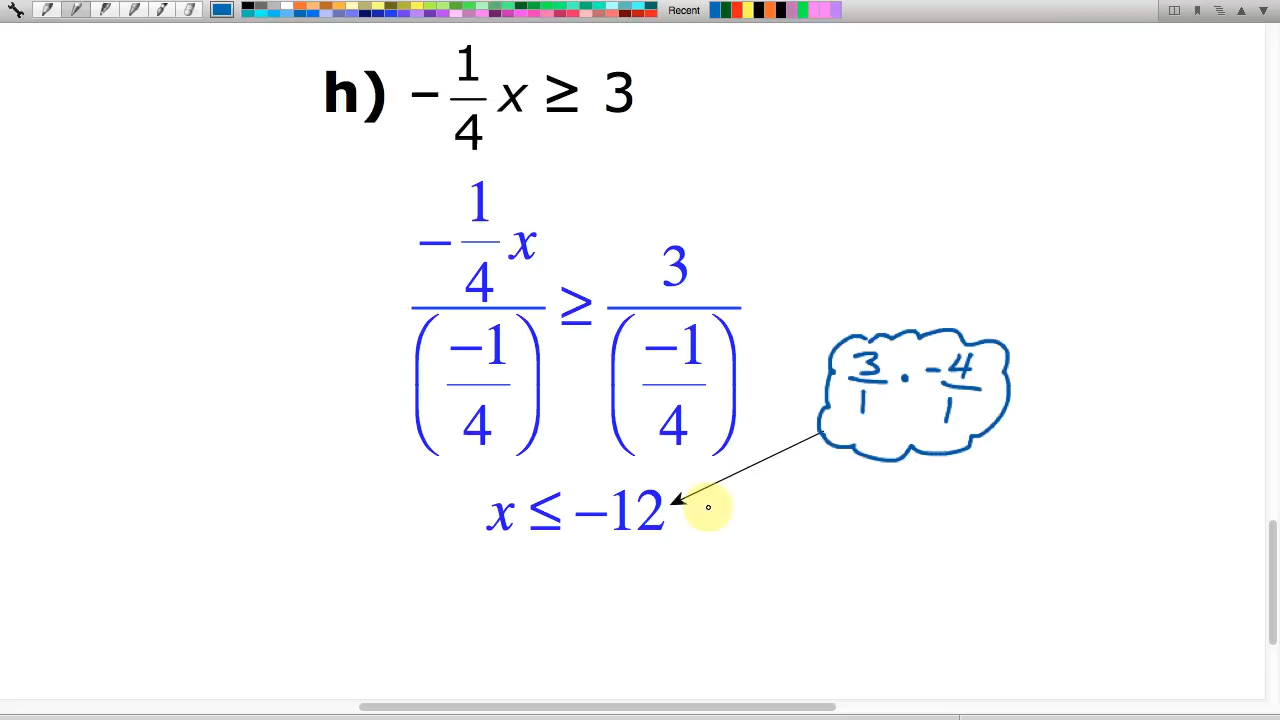 Recent
h) -1/4 x ≥ 3
-1/4 x / (-1/4) ≥ 3 / (-1/4)
3/1 · -4/1
x ≤ -12